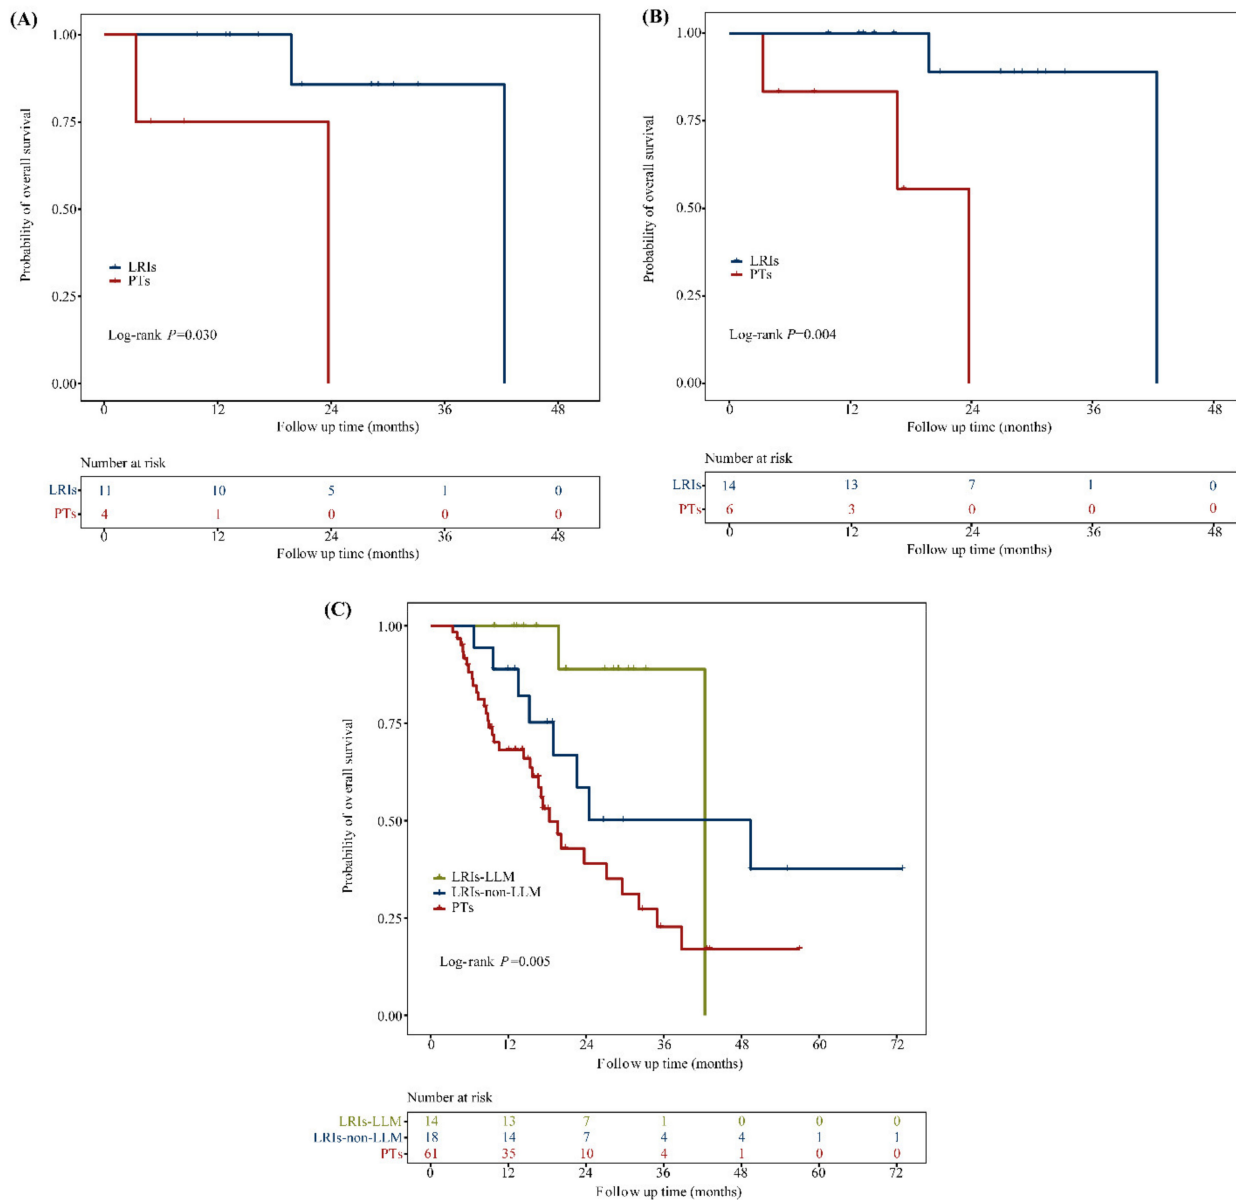 (A)
1.00
0.75
0.50
0.25
0.00
Probability of overall survival
LRIs
PTs
Log-rank P=0.030
0 12 24 36 48
Follow up time (months)
Number at risk
LRIs 11 10 5 1 0
PTs 4 1 0 0 0
0 12 24 36 48
Follow up time (months)
(B)
1.00
0.75
0.50
0.25
0.00
Probability of overall survival
LRIs
PTs
Log-rank P=0.004
0 12 24 36 48
Follow up time (months)
Number at risk
LRIs 14 13 7 1 0
PTs 6 3 0 0 0
0 12 24 36 48
Follow up time (months)
(C)
1.00
0.75
0.50
0.25
0.00
Probability of overall survival
LRIs-LLM
LRIs-non-LLM
PTs
Log-rank P=0.005
0 12 24 36 48 60 72
Follow up time (months)
Number at risk
LRIs-LLM 14 13 7 1 0 0 0
LRIs-non-LLM 18 14 7 4 4 1 1
PTs 61 35 10 4 1 0 0
0 12 24 36 48 60 72
Follow up time (months)